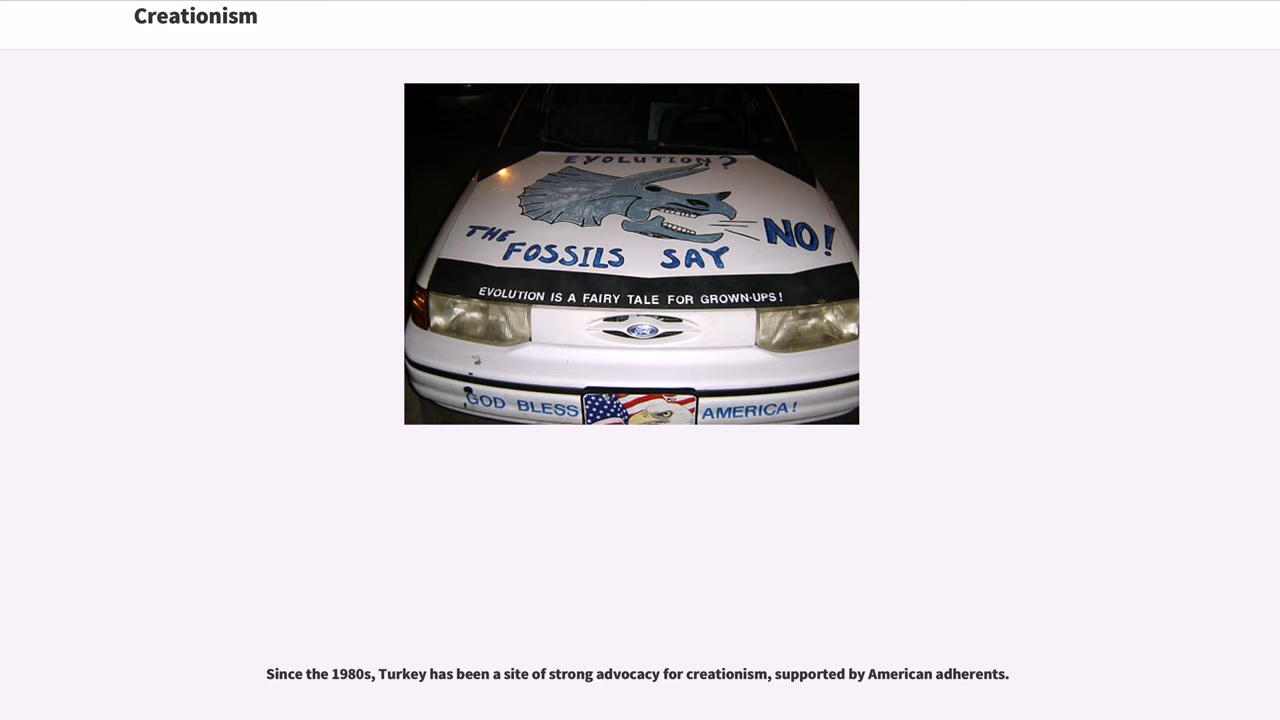 Creationism
EVOLUTION?
NO!
THE
FOSSILS SAY
EVOLUTION IS A FAIRY TALE FOR GROWN-UPS!
Ford
GOD BLESS AMERICA!
Since the 1980s, Turkey has been a site of strong advocacy for creationism, supported by American adherents.